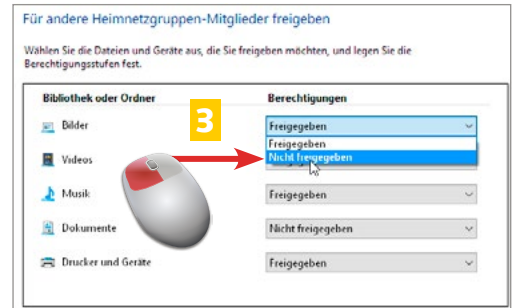 Für andere Heimnetzgruppen-Mitglieder freigeben
Wählen Sie die Dateien und Geräte aus, die Sie freigeben möchten, und legen Sie die
Berechtigungsstufen fest.
Bibliothek oder Ordner Berechtigungen
3
Bilder Freigegeben
Freigegeben
Nicht freigegeben
Videos
Musik Freigegeben
Dokumente Nicht freigegeben
Drucker und Geräte Freigegeben